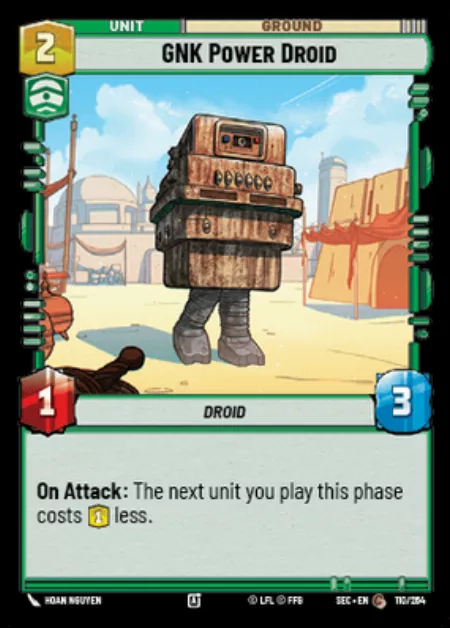 UNIT GROUND
2 GNK POWER DROID
1 DROID 3
On Attack: The next unit you play this phase
costs 1 less.
HOAN NGUYEN A © LFL © FFG SEC • EN 110/264